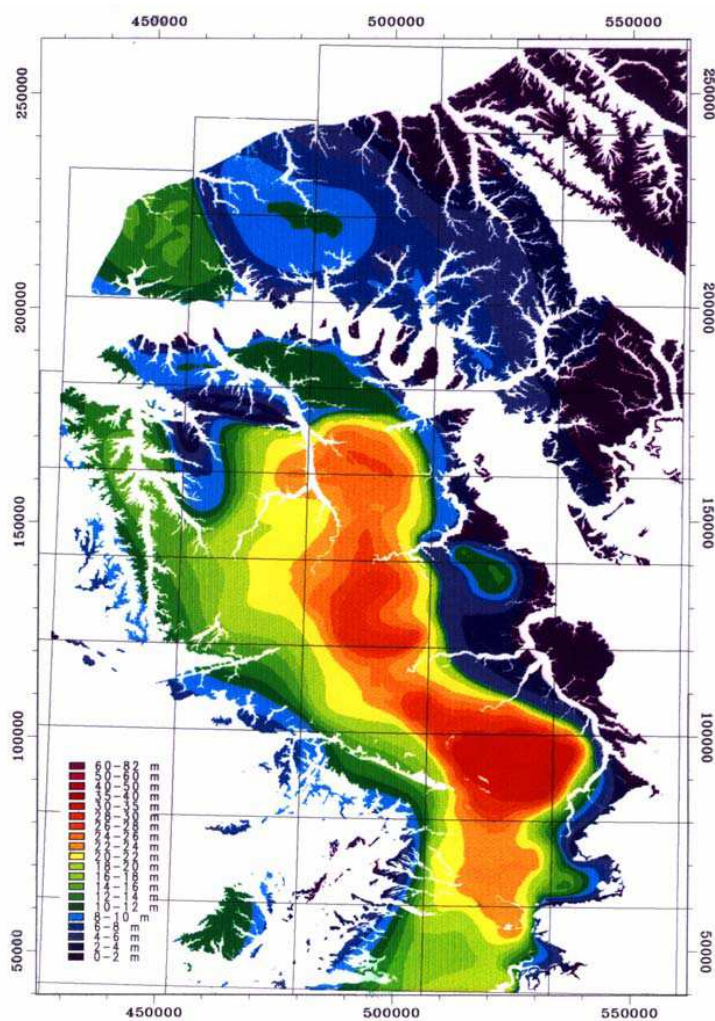 450000 500000 550000
250000 250000
200000 200000
150000 150000
100000 100000
50000 50000
60-82 m
50-60 m
40-50 m
35-40 m
30-35 m
28-30 m
26-28 m
24-26 m
22-24 m
20-22 m
18-20 m
16-18 m
14-16 m
12-14 m
10-12 m
8-10 m
6-8 m
4-6 m
2-4 m
0-2 m
450000 500000 550000